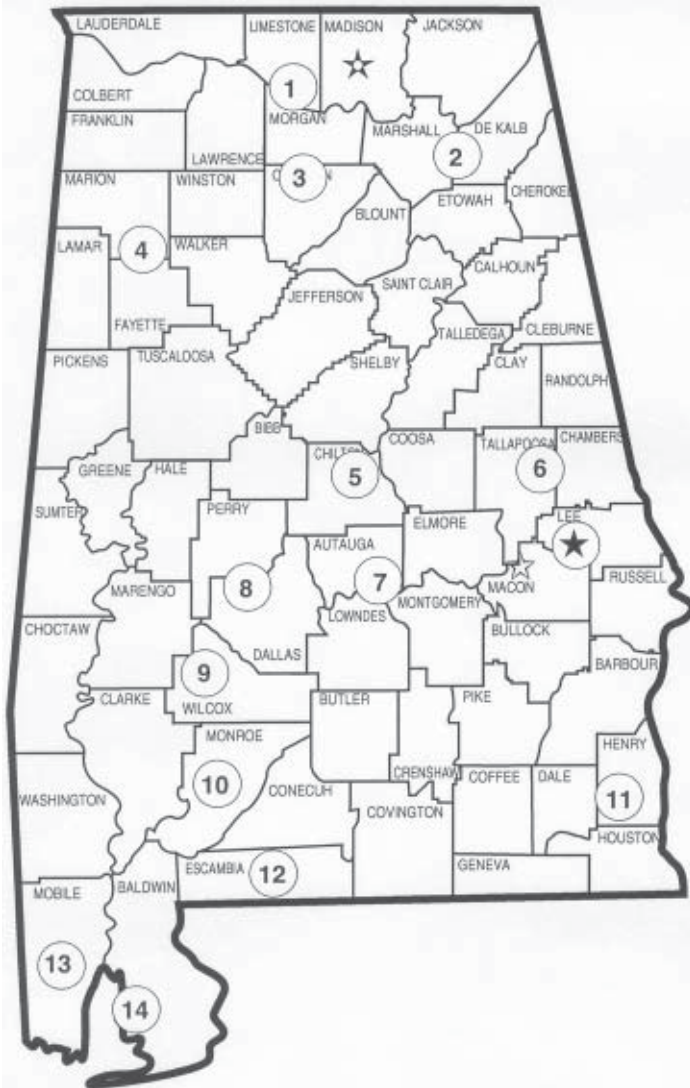 LAUDERDALE
LIMESTONE
MADISON
JACKSON
COLBERT
1
FRANKLIN
LAWRENCE
MORGAN
MARSHALL
DE KALB
2
3
MARION
WINSTON
BLOUNT
ETOWAH
CHEROKEE
LAMAR
4
WALKER
JEFFERSON
SAINT CLAIR
CALHOUN
FAYETTE
TUSCALOOSA
TALLEDEGA
CLEBURNE
PICKENS
SHELBY
CLAY
RANDOLPH
BIBB
COOSA
TALLAPOOSA
CHAMBERS
GREENE
HALE
5
6
SUMTER
PERRY
ELMORE
LEE
AUTAUGA
MARENGO
8
7
MACON
RUSSELL
MONTGOMERY
LOWNDES
CHOCTAW
BULLOCK
DALLAS
BARBOUR
9
CLARKE
WILCOX
BUTLER
PIKE
MONROE
HENRY
10
CONECUH
CRENSHAW
COFFEE
DALE
WASHINGTON
COVINGTON
11
HOUSTON
ESCAMBIA
12
GENEVA
MOBILE
BALDWIN
13
14